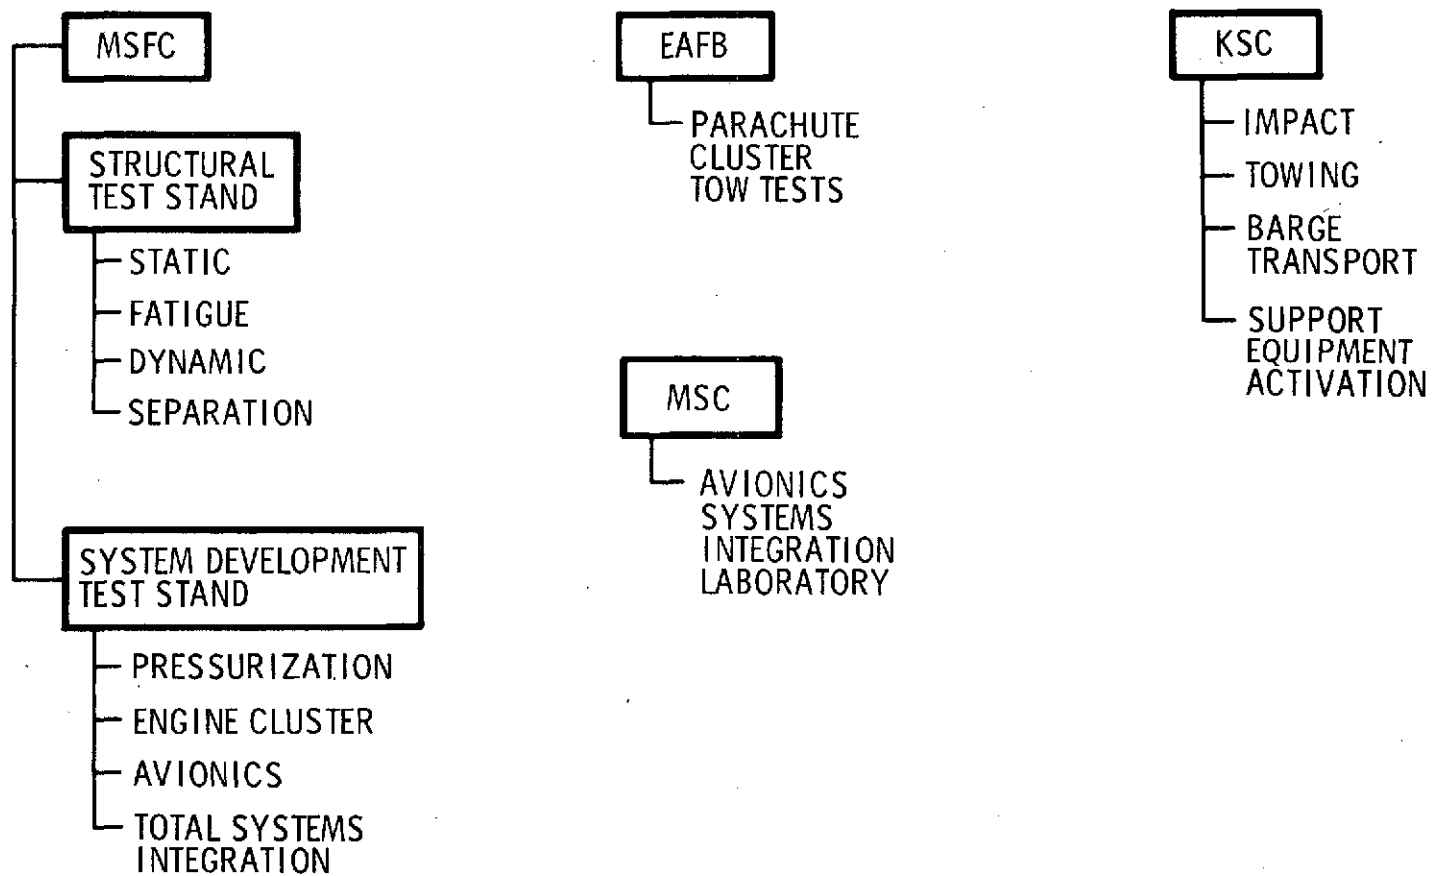 MSFC
STRUCTURAL
TEST STAND
STATIC
FATIGUE
DYNAMIC
SEPARATION
SYSTEM DEVELOPMENT
TEST STAND
PRESSURIZATION
ENGINE CLUSTER
AVIONICS
TOTAL SYSTEMS
INTEGRATION
EAFB
PARACHUTE
CLUSTER
TOW TESTS
MSC
AVIONICS
SYSTEMS
INTEGRATION
LABORATORY
KSC
IMPACT
TOWING
BARGE
TRANSPORT
SUPPORT
EQUIPMENT
ACTIVATION